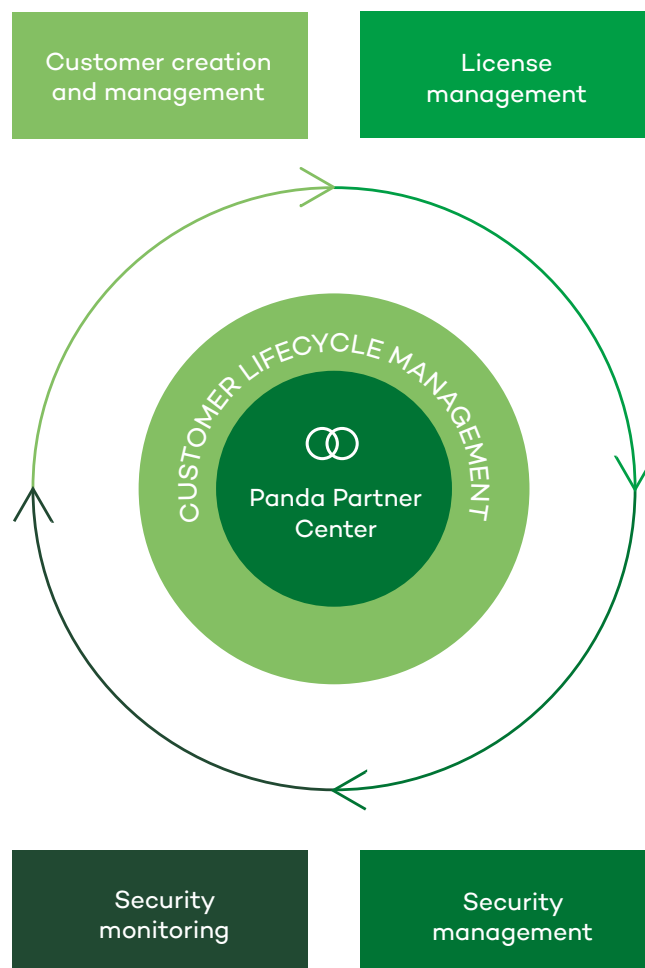 Customer creation
and management
License
management
CUSTOMER LIFECYCLE MANAGEMENT
Panda Partner
Center
Security
monitoring
Security
management